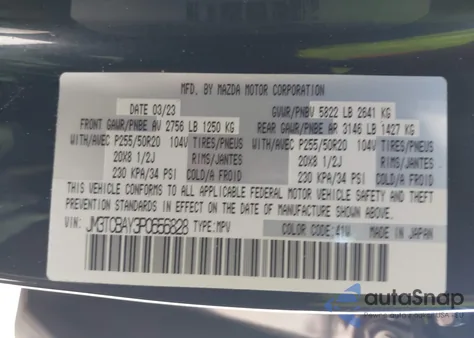 MFD. BY MAZDA MOTOR CORPORATION
DATE 03/23 GVWR/PNBV 5822 LB 2641 KG
FRONT GAWR/PNBE AV 2756 LB 1250 KG REAR GAWR/PNBE AR 3146 LB 1427 KG
WITH/AVEC P255/50R20 104V TIRES/PNEU WITH/AVEC P255/50R20 104V TIRES/PNEU
20X8 1/2J RIMS/JANTES 20X8 1/2J RIMS/JANTES
230 KPA/34 PSI COLD/A FROID 230 KPA/34 PSI COLD/A FROID
THIS VEHICLE CONFORMS TO ALL APPLICABLE FEDERAL MOTOR VEHICLE SAFETY AND THEFT
PREVENTION STANDARDS IN EFFECT ON THE DATE OF MANUFACTURE SHOWN ABOVE.
VIN: JM3TCBAY3P0655828 TYPE:MPV
COLOR CODE:41W MADE IN JAPAN
autoSnap